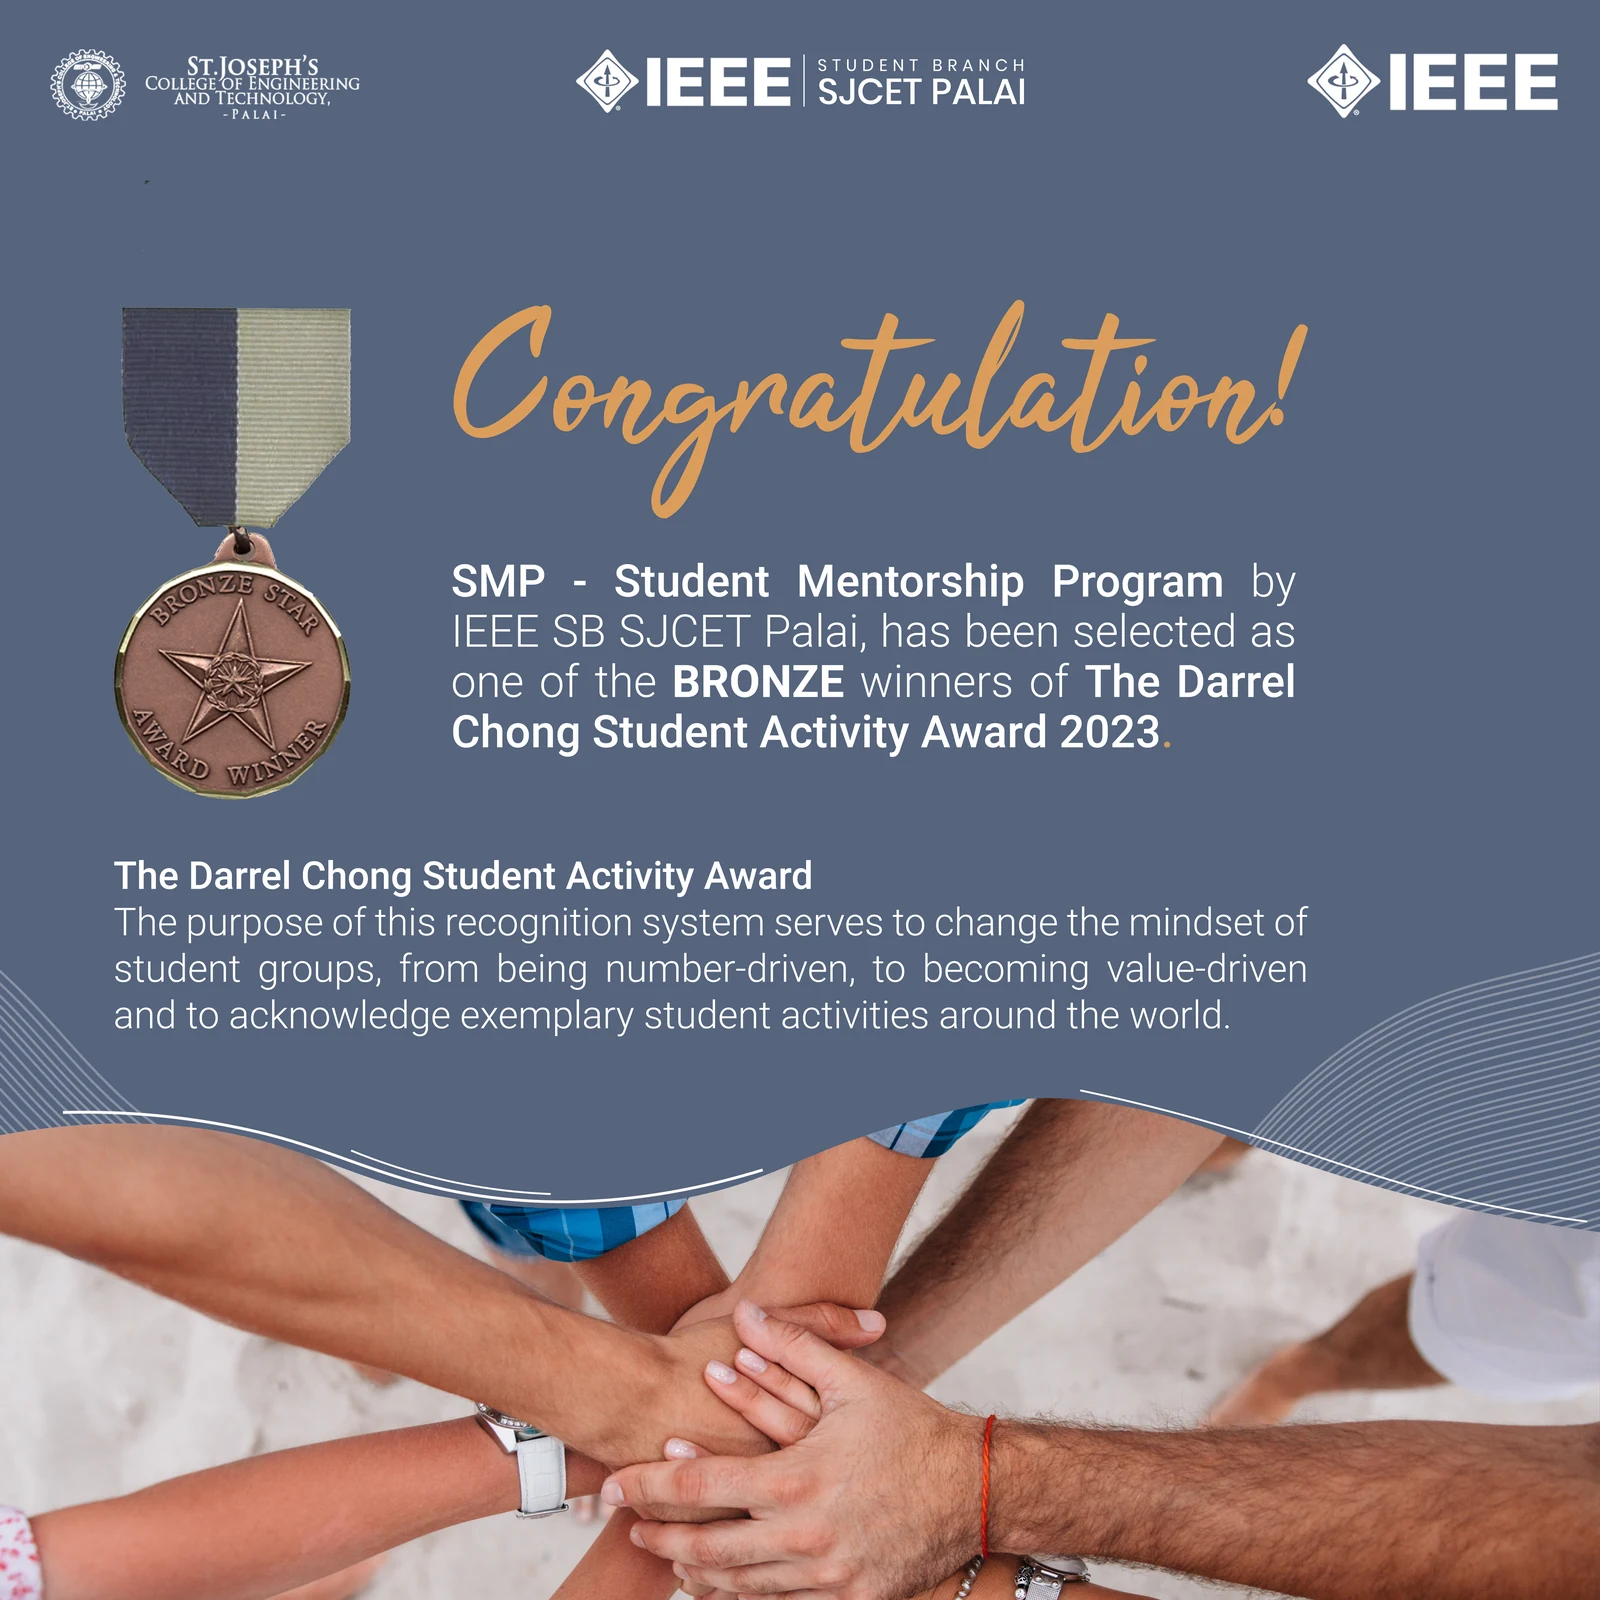 ST.JOSEPH'S
COLLEGE OF ENGINEERING
AND TECHNOLOGY,
-PALAI-
IEEE
STUDENT BRANCH
SJCET PALAI
IEEE
Congratulation!
BRONZE STAR
AWARD WINNER
SMP - Student Mentorship Program by
IEEE SB SJCET Palai, has been selected as
one of the BRONZE winners of The Darrel
Chong Student Activity Award 2023.
The Darrel Chong Student Activity Award
The purpose of this recognition system serves to change the mindset of
student groups, from being number-driven, to becoming value-driven
and to acknowledge exemplary student activities around the world.